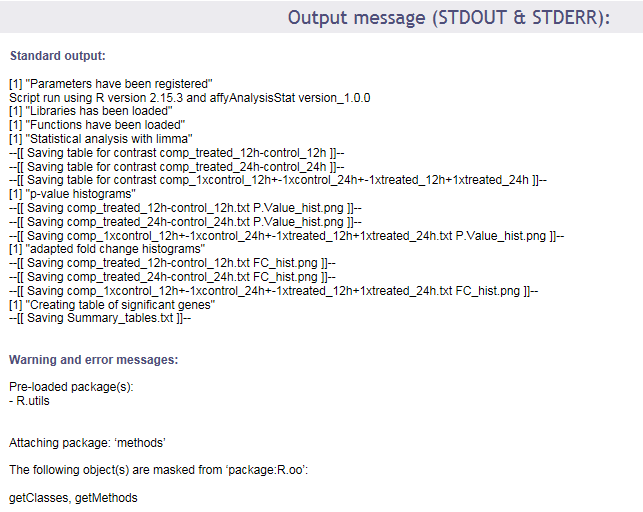 Output message (STDOUT & STDERR):
Standard output:
[1] "Parameters have been registered"
Script run using R version 2.15.3 and affyAnalysisStat version_1.0.0
[1] "Libraries has been loaded"
[1] "Functions have been loaded"
[1] "Statistical analysis with limma"
--[[ Saving table for contrast comp_treated_12h-control_12h ]]--
--[[ Saving table for contrast comp_treated_24h-control_24h ]]--
--[[ Saving table for contrast comp_1xcontrol_12h+-1xcontrol_24h+-1xtreated_12h+1xtreated_24h ]]--
[1] "p-value histograms"
--[[ Saving comp_treated_12h-control_12h.txt P.Value_hist.png ]]--
--[[ Saving comp_treated_24h-control_24h.txt P.Value_hist.png ]]--
--[[ Saving comp_1xcontrol_12h+-1xcontrol_24h+-1xtreated_12h+1xtreated_24h.txt P.Value_hist.png ]]--
[1] "adapted fold change histograms"
--[[ Saving comp_treated_12h-control_12h.txt FC_hist.png ]]--
--[[ Saving comp_treated_24h-control_24h.txt FC_hist.png ]]--
--[[ Saving comp_1xcontrol_12h+-1xcontrol_24h+-1xtreated_12h+1xtreated_24h.txt FC_hist.png ]]--
[1] "Creating table of significant genes"
--[[ Saving Summary_tables.txt ]]--
Warning and error messages:
Pre-loaded package(s):
- R.utils
Attaching package: ‘methods’
The following object(s) are masked from ‘package:R.oo’:
getClasses, getMethods